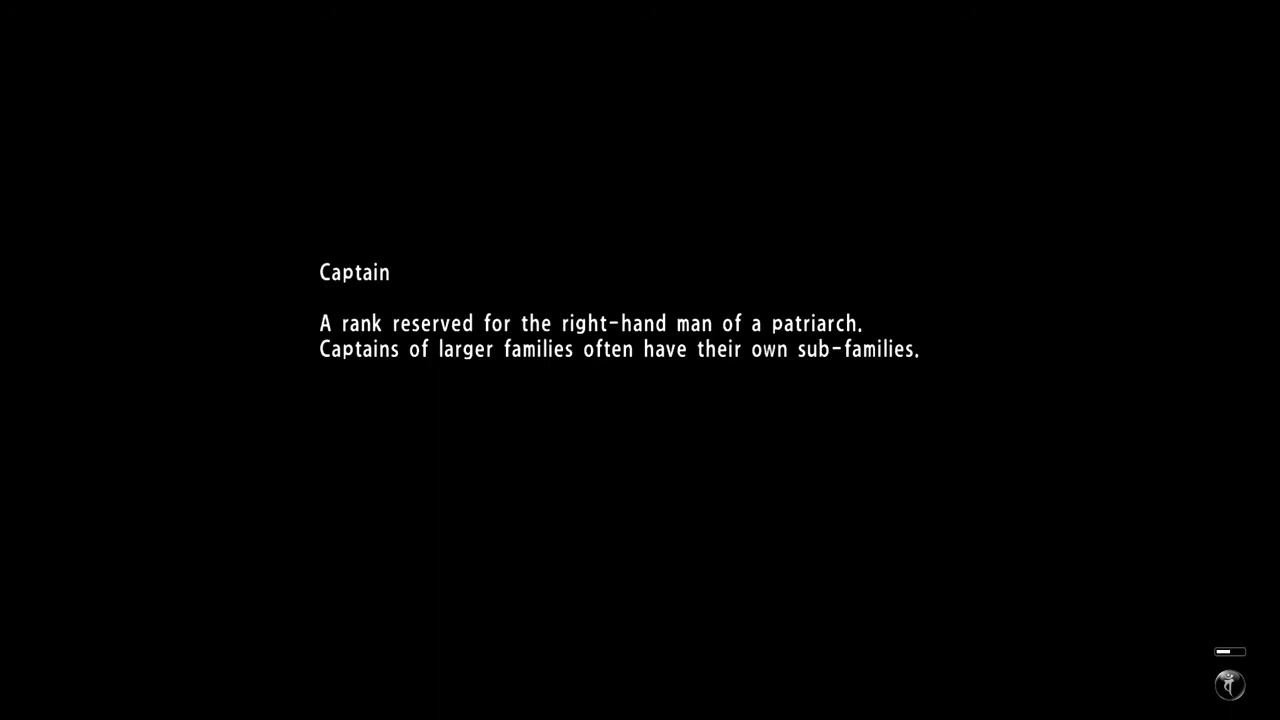 Captain
A rank reserved for the right-hand man of a patriarch.
Captains of larger families often have their own sub-families.